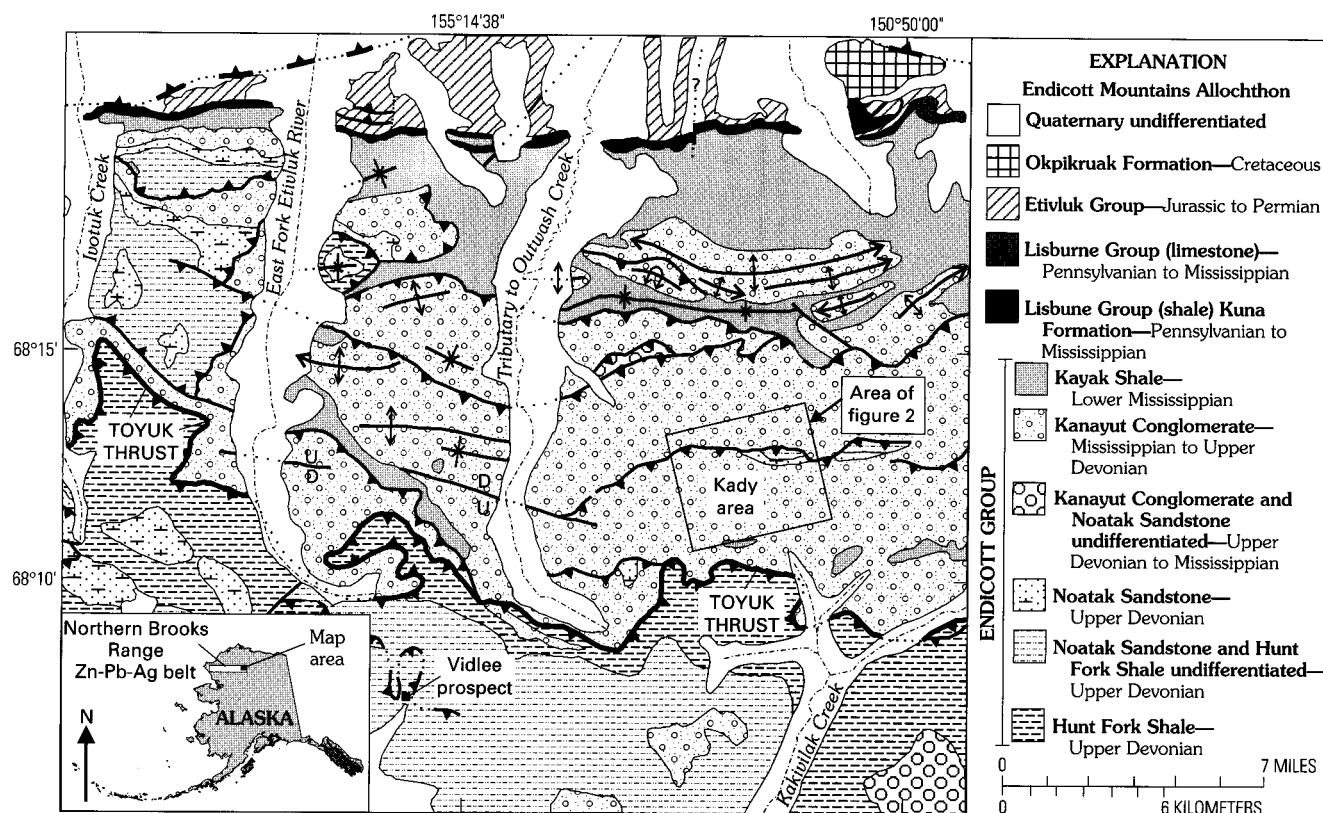 155°14'38"
150°50'00"
68°15'
68°10'
Ivotuk Creek
East Fork Etivluk River
Tributary to Outwash Creek
?
TOYUK
THRUST
U
D
D
U
Area of
figure 2
Kady
area
TOYUK
THRUST
Vidlee
prospect
Kakivilak Creek
Northern Brooks
Range
Zn-Pb-Ag belt
Map
area
ALASKA
N
EXPLANATION
Endicott Mountains Allochthon
Quaternary undifferentiated
Okpikruak Formation—Cretaceous
Etivluk Group—Jurassic to Permian
Lisburne Group (limestone)—
Pennsylvanian to Mississippian
Lisbune Group (shale) Kuna
Formation—Pennsylvanian to
Mississippian
ENDICOTT GROUP
Kayak Shale—
Lower Mississippian
Kanayut Conglomerate—
Mississippian to Upper
Devonian
Kanayut Conglomerate and
Noatak Sandstone
undifferentiated—Upper
Devonian to Mississippian
Noatak Sandstone—
Upper Devonian
Noatak Sandstone and Hunt
Fork Shale undifferentiated—
Upper Devonian
Hunt Fork Shale—
Upper Devonian
0 7 MILES
0 6 KILOMETERS